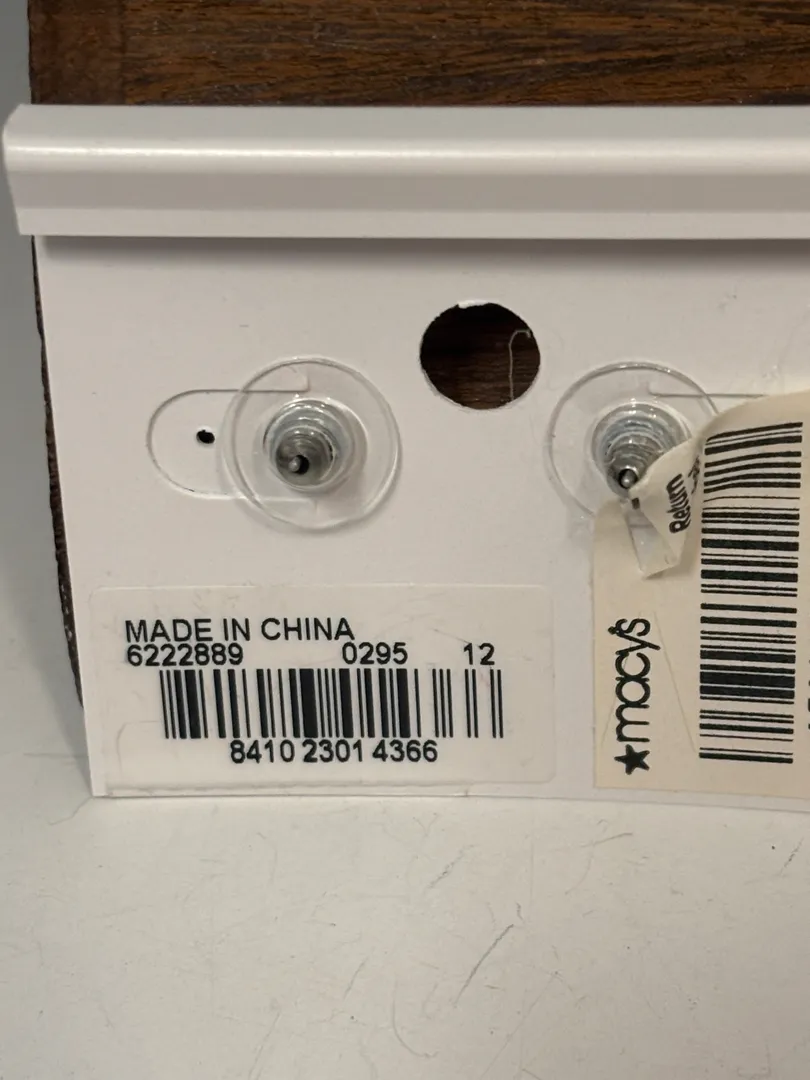 MADE IN CHINA
6222889 0295 12
8410 2301 4366
Return
★macy's